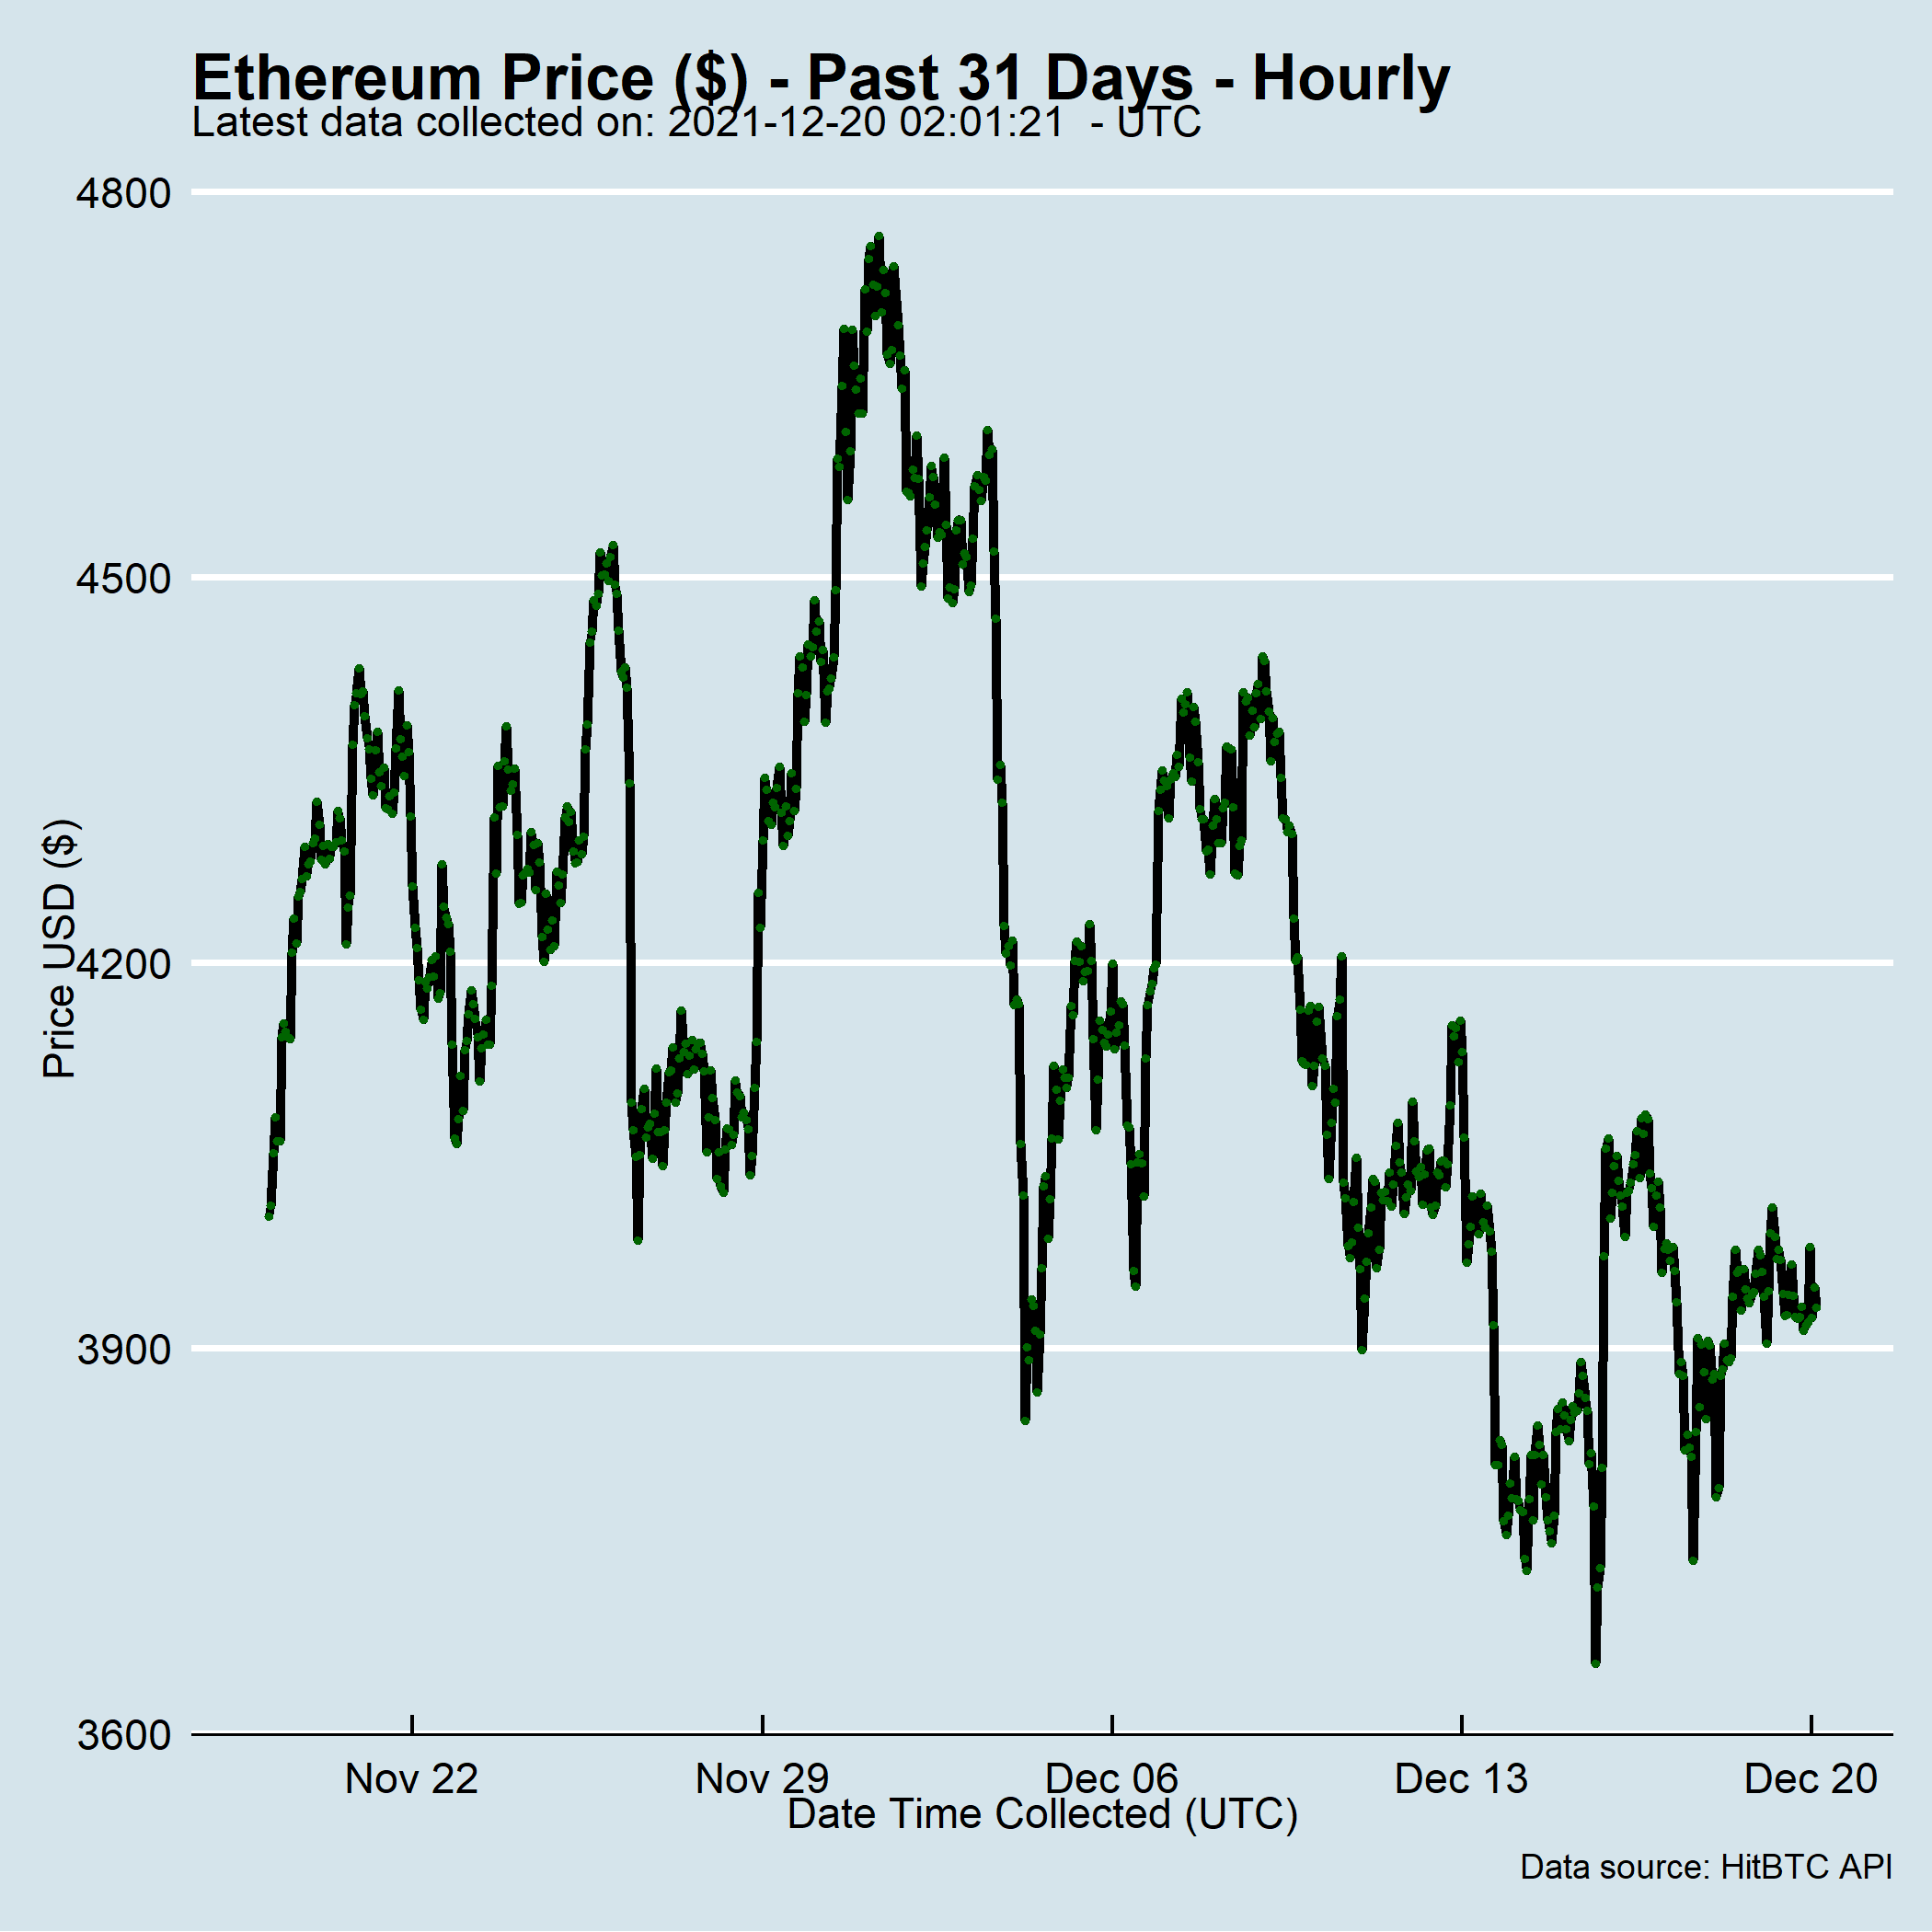 Ethereum Price ($) - Past 31 Days - Hourly
Latest data collected on: 2021-12-20 02:01:21  - UTC
4800
4500
4200
3900
3600
Price USD ($)
Nov 22
Nov 29
Dec 06
Dec 13
Dec 20
Date Time Collected (UTC)
Data source: HitBTC API